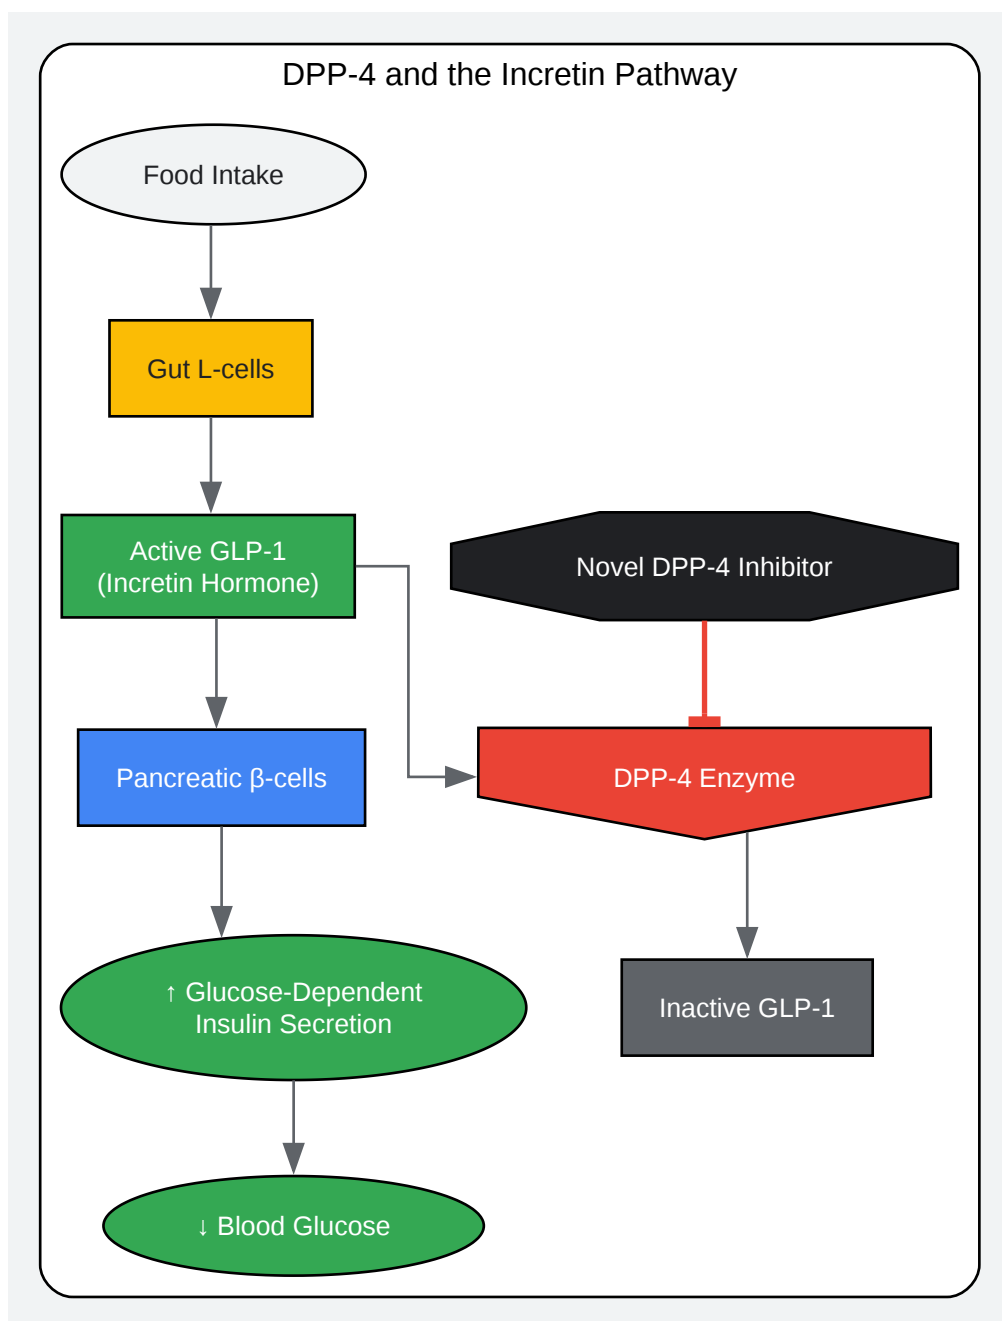 DPP-4 and the Incretin Pathway
Food Intake
Gut L-cells
Active GLP-1
(Incretin Hormone)
Novel DPP-4 Inhibitor
Pancreatic β-cells
DPP-4 Enzyme
↑ Glucose-Dependent
Insulin Secretion
Inactive GLP-1
↓ Blood Glucose